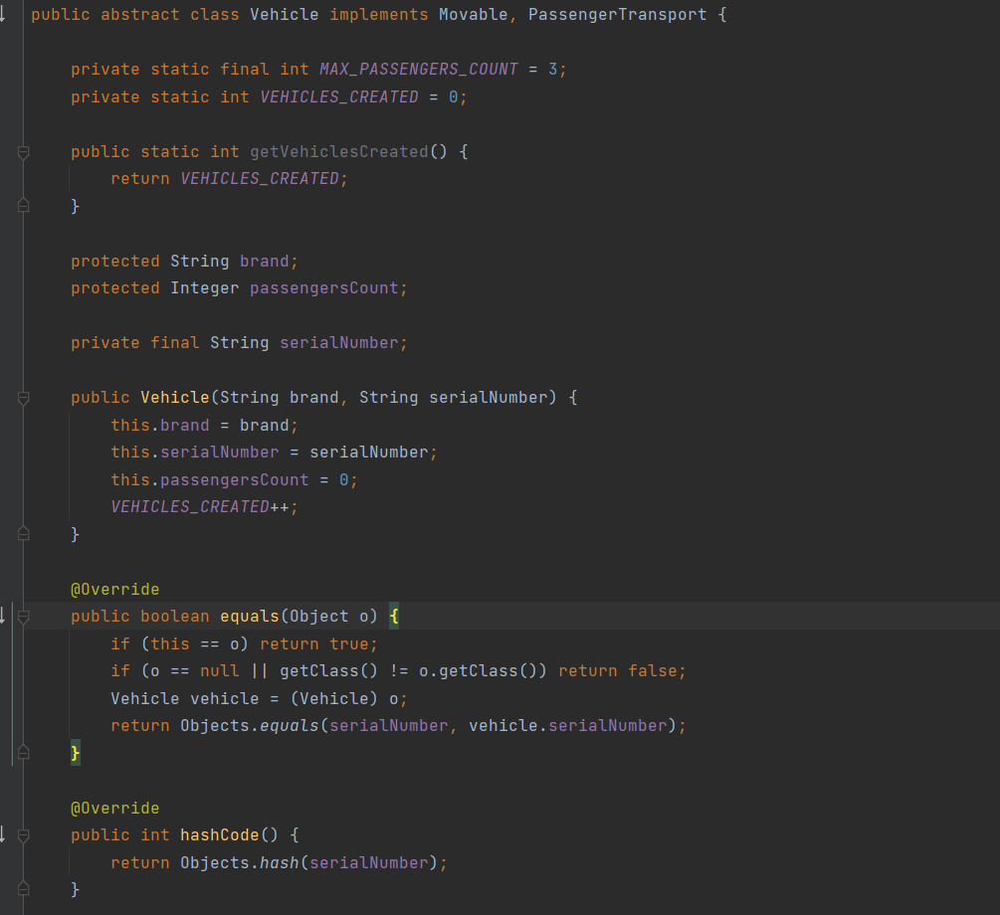 public abstract class Vehicle implements Movable, PassengerTransport {
private static final int MAX_PASSENGERS_COUNT = 3;
private static int VEHICLES_CREATED = 0;
public static int getVehiclesCreated() {
return VEHICLES_CREATED;
}
protected String brand;
protected Integer passengersCount;
private final String serialNumber;
public Vehicle(String brand, String serialNumber) {
this.brand = brand;
this.serialNumber = serialNumber;
this.passengersCount = 0;
VEHICLES_CREATED++;
}
@Override
public boolean equals(Object o) {
if (this == o) return true;
if (o == null || getClass() != o.getClass()) return false;
Vehicle vehicle = (Vehicle) o;
return Objects.equals(serialNumber, vehicle.serialNumber);
}
@Override
public int hashCode() {
return Objects.hash(serialNumber);
}